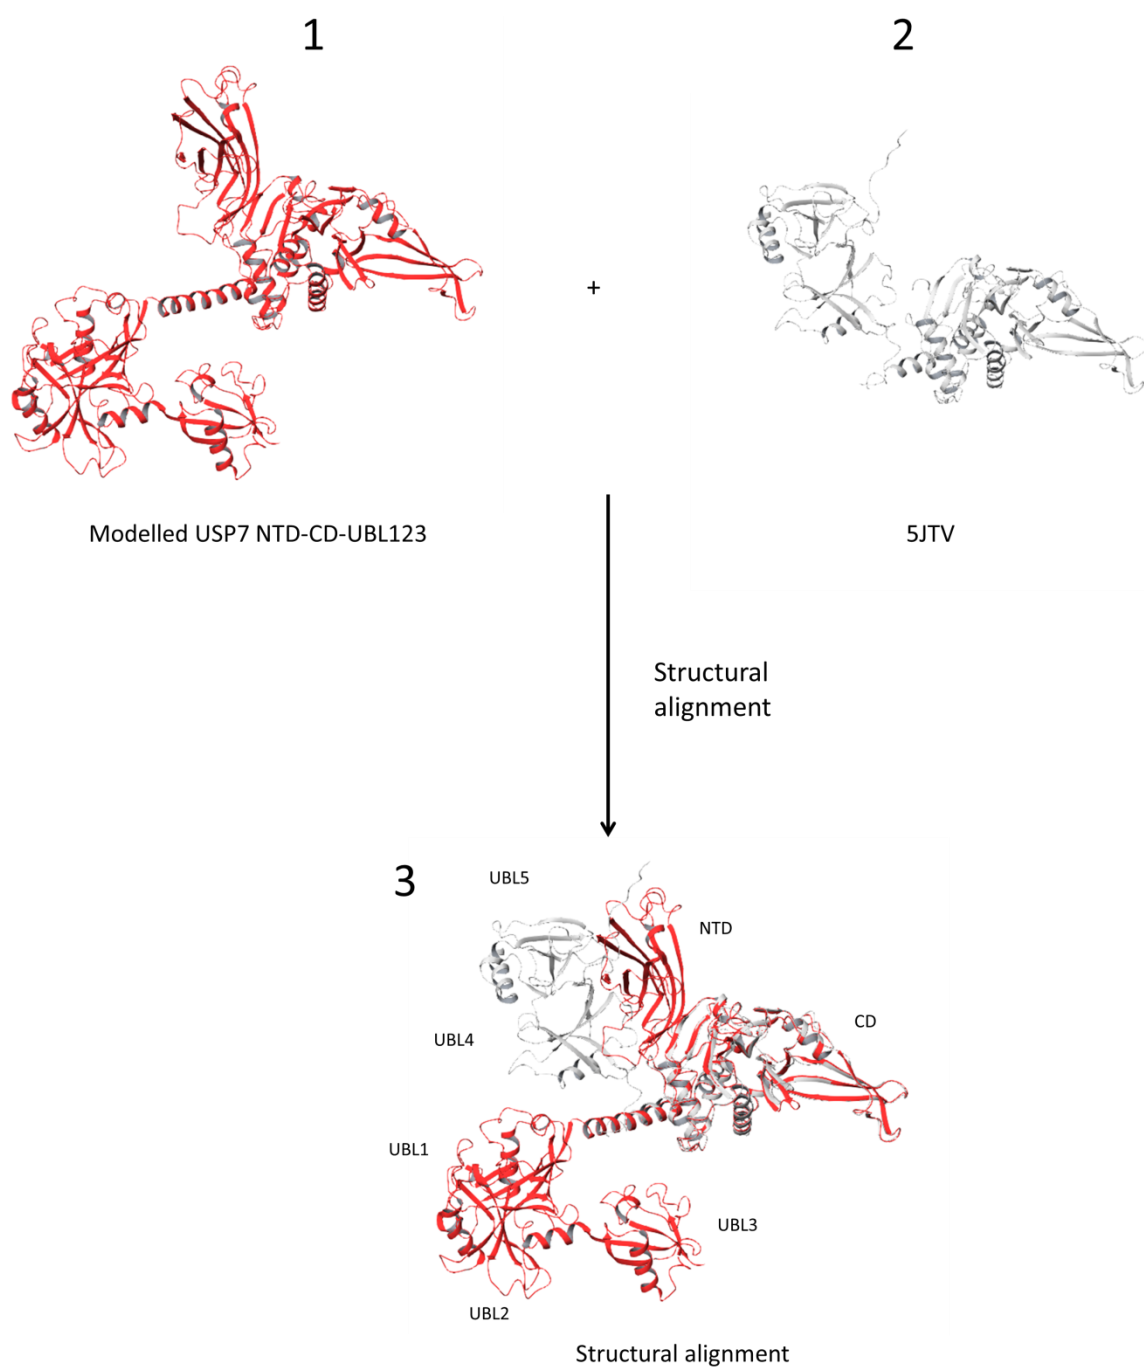 1
2
+
Modelled USP7 NTD-CD-UBL123
5JTV
Structural
alignment
3
UBL5
NTD
CD
UBL4
UBL1
UBL3
UBL2
Structural alignment